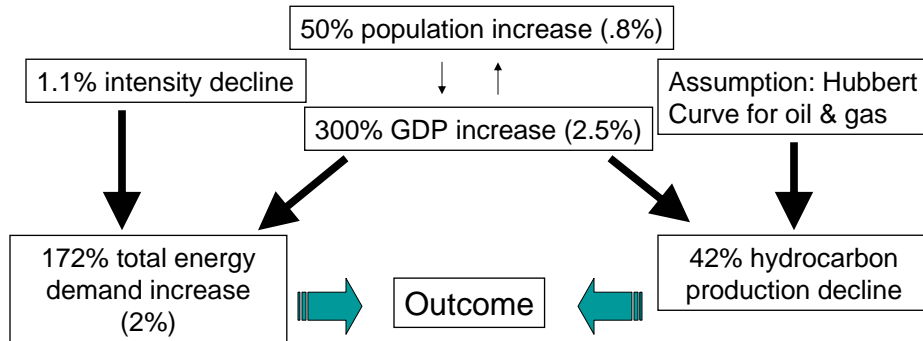 50% population increase (.8%)
1.1% intensity decline
Assumption: Hubbert
Curve for oil & gas
300% GDP increase (2.5%)
172% total energy
demand increase
(2%)
Outcome
42% hydrocarbon
production decline